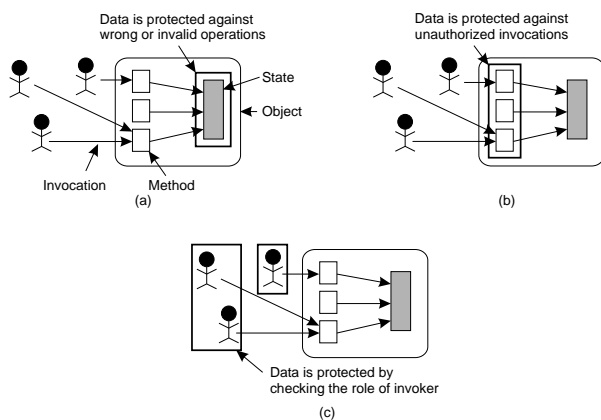 Data is protected against
wrong or invalid operations
State
Object
Invocation
Method
(a)
Data is protected against
unauthorized invocations
(b)
Data is protected by
checking the role of invoker
(c)